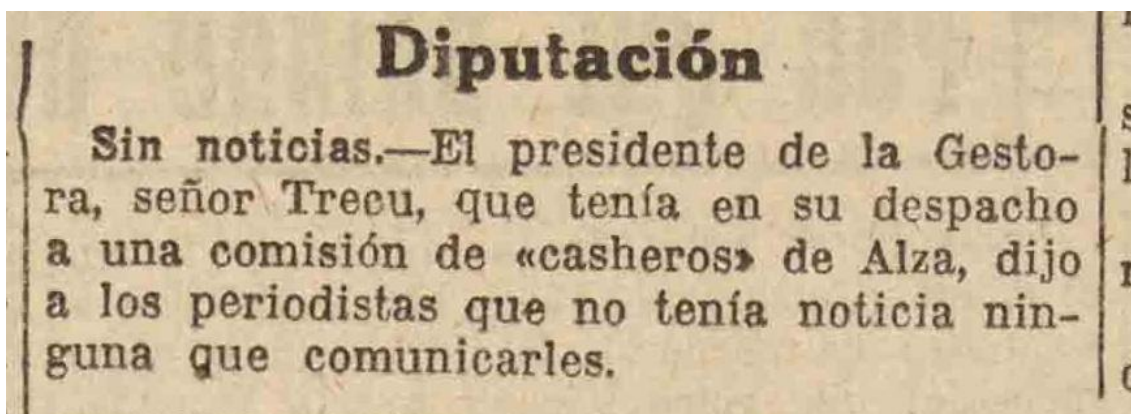 Diputación
Sin noticias.—El presidente de la Gesto-
ra, señor Trecu, que tenía en su despacho
a una comisión de «casheros» de Alza, dijo
a los periodistas que no tenía noticia nin-
guna que comunicarles.